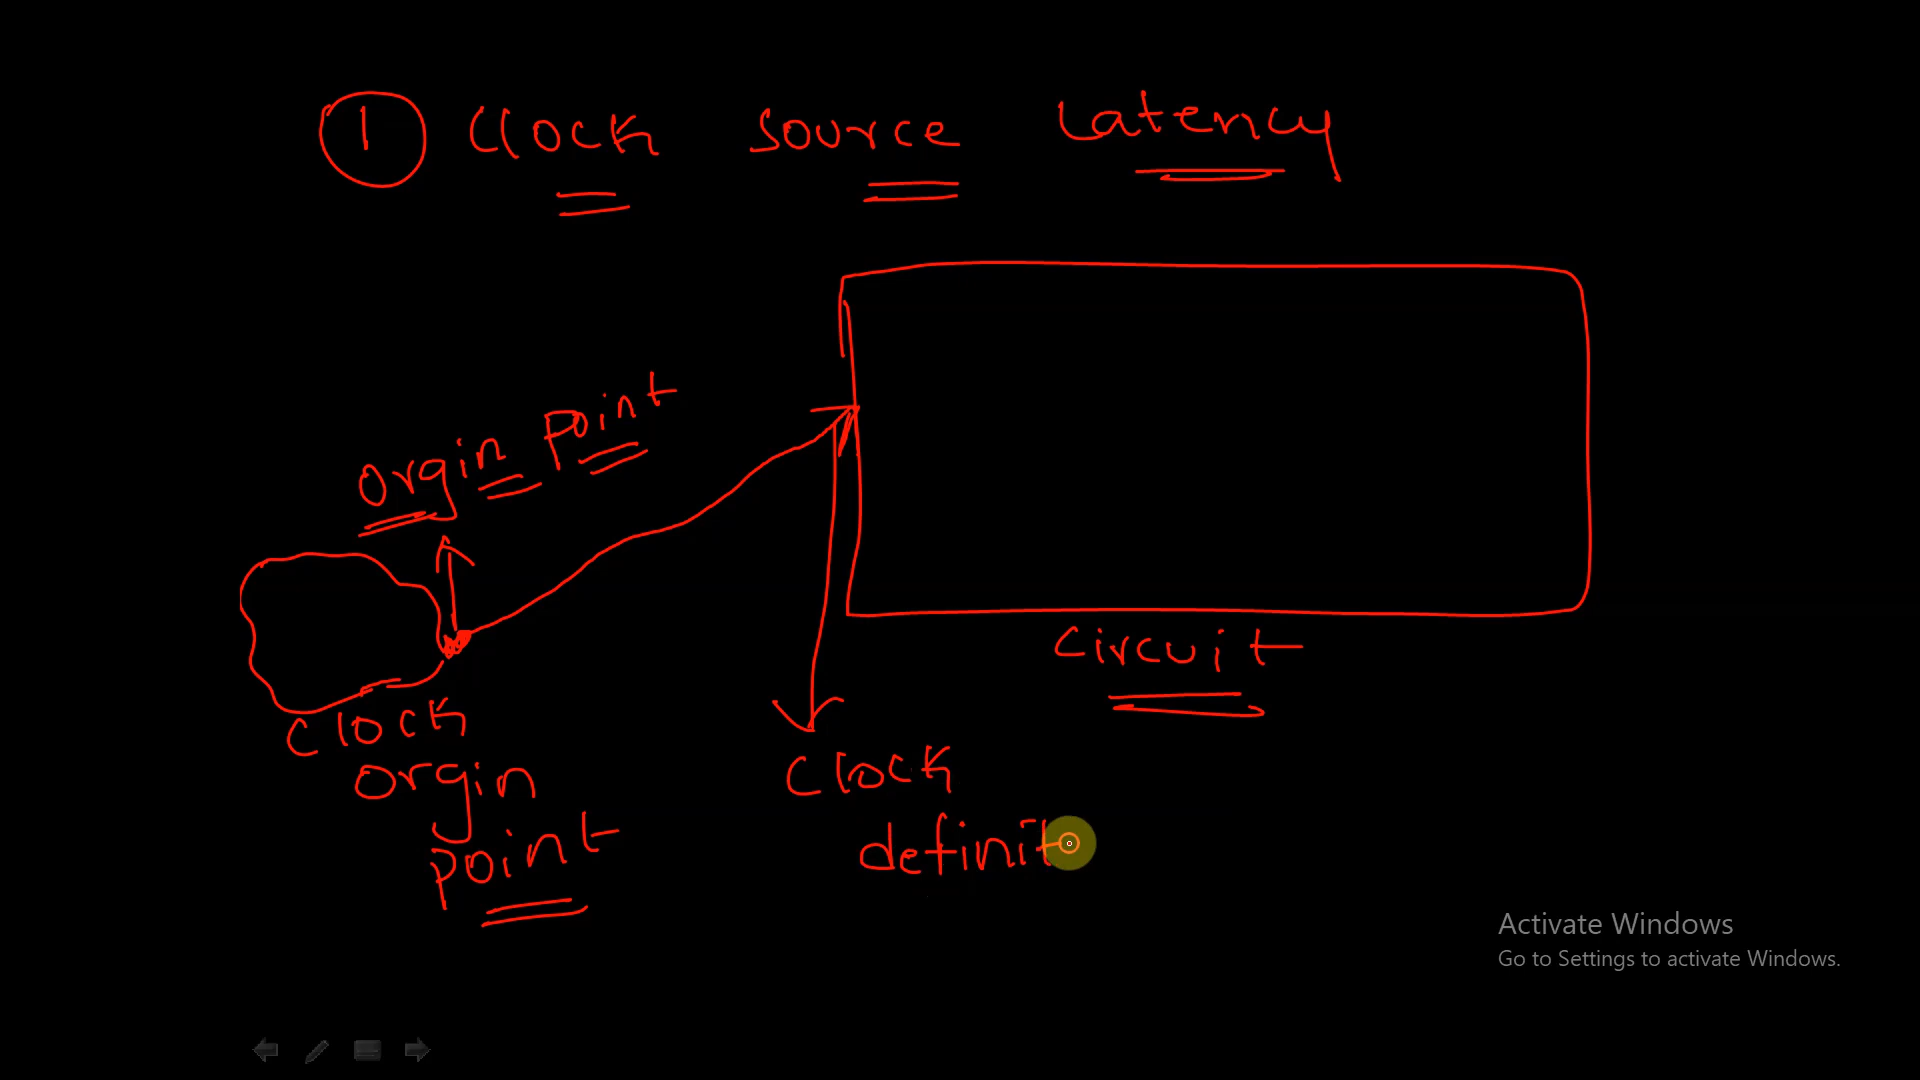 1 Clock source Latency
Orgin point
Circuit
Clock
orgin
point
Clock
definit
Activate Windows
Go to Settings to activate Windows.